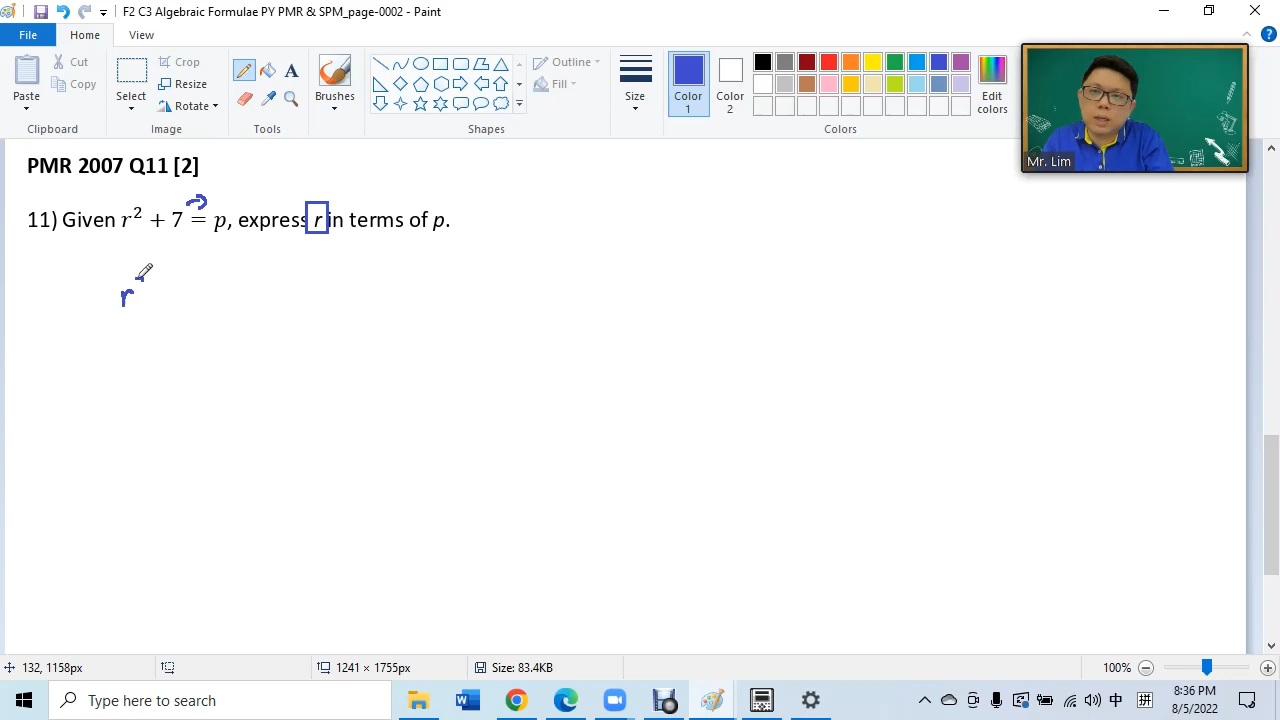 F2 C3 Algebraic Formulae PY PMR & SPM_page-0002 - Paint
File Home View
Paste Cut Copy Clipboard
Select Crop Resize Rotate Image
Tools
Brushes
Outline Fill Shapes
Size
Color 1 Color 2 Edit colors Colors
Mr. Lim
PMR 2007 Q11 [2]
11) Given r² + 7 = p, express r in terms of p.
r
132, 1158px 1241 × 1755px Size: 83.4KB 100%
Type here to search
中 拼 8:36 PM
8/5/2022